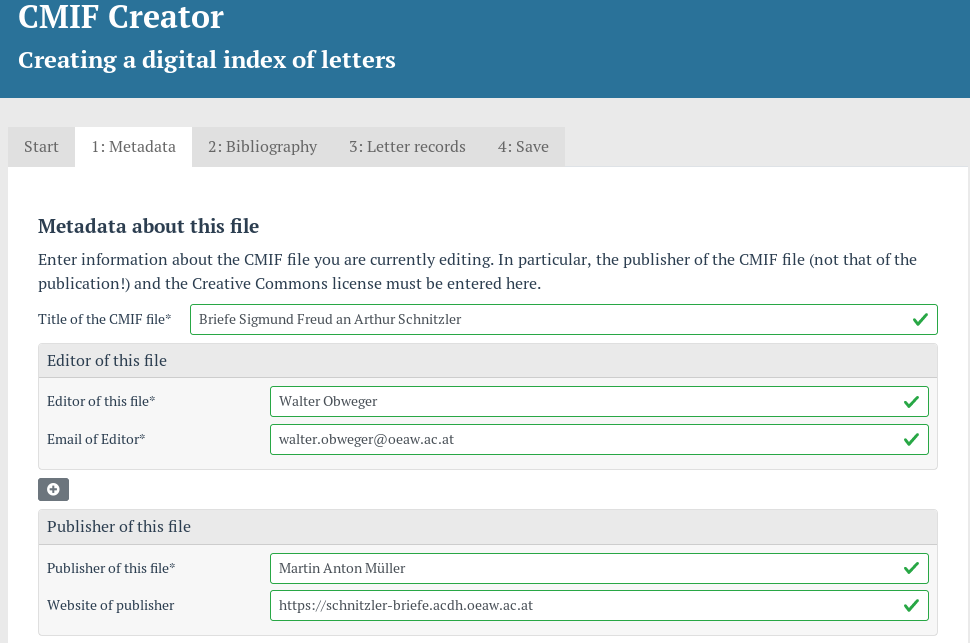 CMIF Creator
Creating a digital index of letters
Start 1: Metadata 2: Bibliography 3: Letter records 4: Save
Metadata about this file
Enter information about the CMIF file you are currently editing. In particular, the publisher of the CMIF file (not that of the
publication!) and the Creative Commons license must be entered here.
Title of the CMIF file* Briefe Sigmund Freud an Arthur Schnitzler
Editor of this file
Editor of this file* Walter Obweger
Email of Editor* walter.obweger@oeaw.ac.at
Publisher of this file
Publisher of this file* Martin Anton Müller
Website of publisher https://schnitzler-briefe.acdh.oeaw.ac.at